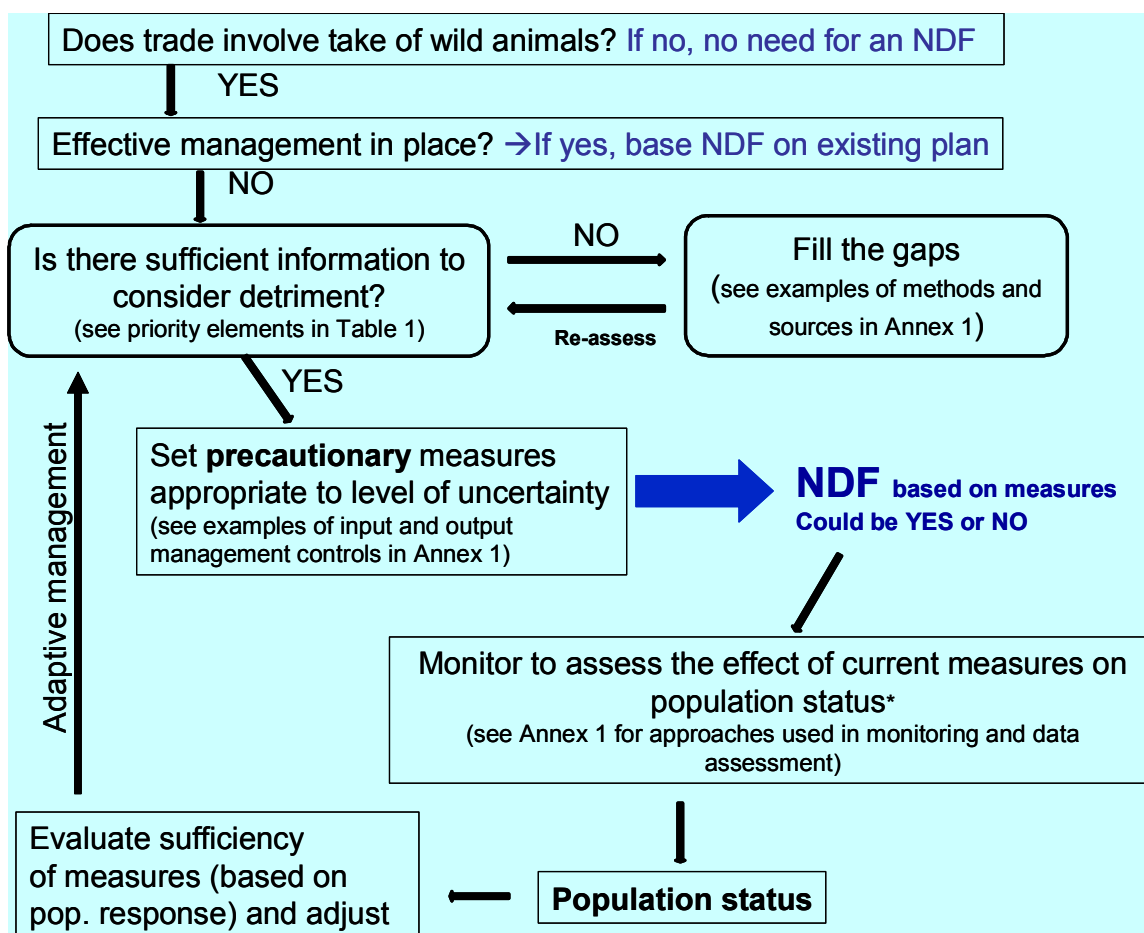 Does trade involve take of wild animals? If no, no need for an NDF
YES
Effective management in place? →If yes, base NDF on existing plan
NO
Is there sufficient information to
consider detriment?
(see priority elements in Table 1)
NO
Re-assess
Fill the gaps
(see examples of methods and
sources in Annex 1)
YES
Set precautionary measures
appropriate to level of uncertainty
(see examples of input and output
management controls in Annex 1)
NDF based on measures
Could be YES or NO
Adaptive management
Monitor to assess the effect of current measures on
population status*
(see Annex 1 for approaches used in monitoring and data
assessment)
Evaluate sufficiency
of measures (based on
pop. response) and adjust
Population status